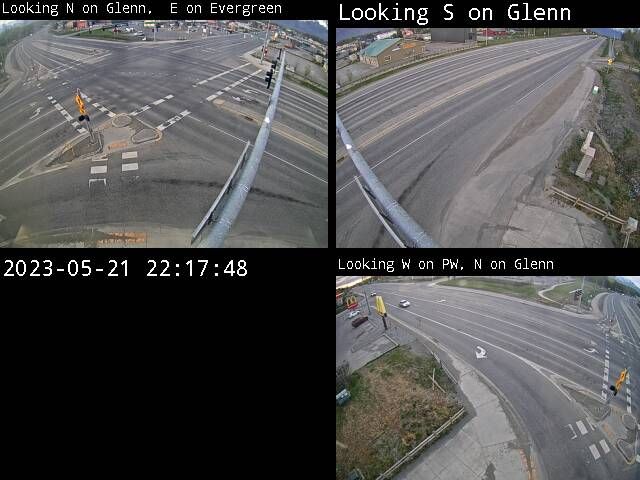 Looking N on Glenn,  E on Evergreen
Looking S on Glenn
2023-05-21 22:17:48
Looking W on PW, N on Glenn